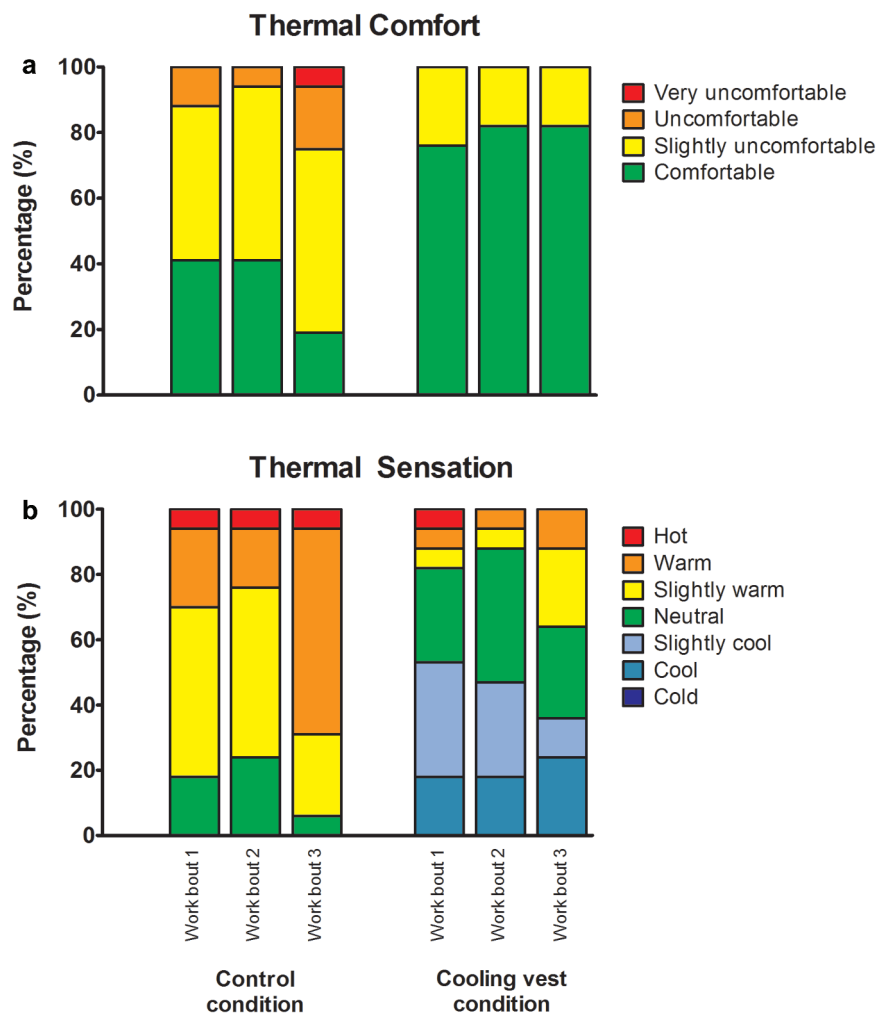 Thermal Comfort
a
100
80
60
40
20
0
Percentage (%)
Very uncomfortable
Uncomfortable
Slightly uncomfortable
Comfortable
Thermal Sensation
b
100
80
60
40
20
0
Percentage (%)
Hot
Warm
Slightly warm
Neutral
Slightly cool
Cool
Cold
Work bout 1
Work bout 2
Work bout 3
Work bout 1
Work bout 2
Work bout 3
Control
condition
Cooling vest
condition